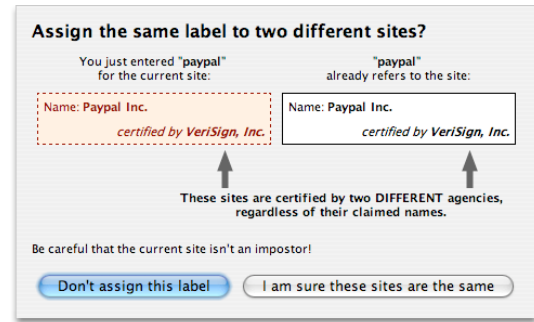 Assign the same label to two different sites?
You just entered "paypal"
for the current site:
"paypal"
already refers to the site:
Name: Paypal Inc.
certified by VeriSign, Inc.
Name: Paypal Inc.
certified by VeriSign, Inc.
These sites are certified by two DIFFERENT agencies,
regardless of their claimed names.
Be careful that the current site isn't an impostor!
Don't assign this label
I am sure these sites are the same